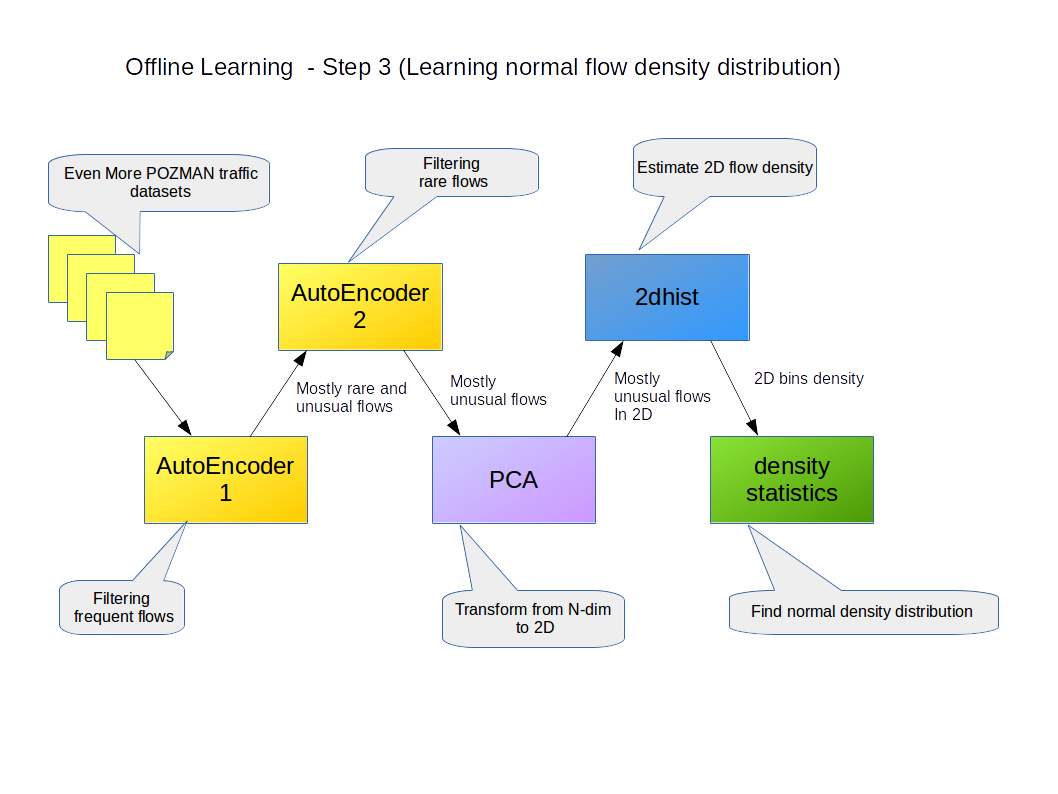 Offline Learning  - Step 3 (Learning normal flow density distribution)
Even More POZMAN traffic
datasets
Filtering
rare flows
Estimate 2D flow density
AutoEncoder
2
2dhist
Mostly rare and
unusual flows
Mostly
unusual flows
Mostly
unusual flows
In 2D
2D bins density
AutoEncoder
1
PCA
density
statistics
Filtering
frequent flows
Transform from N-dim
to 2D
Find normal density distribution